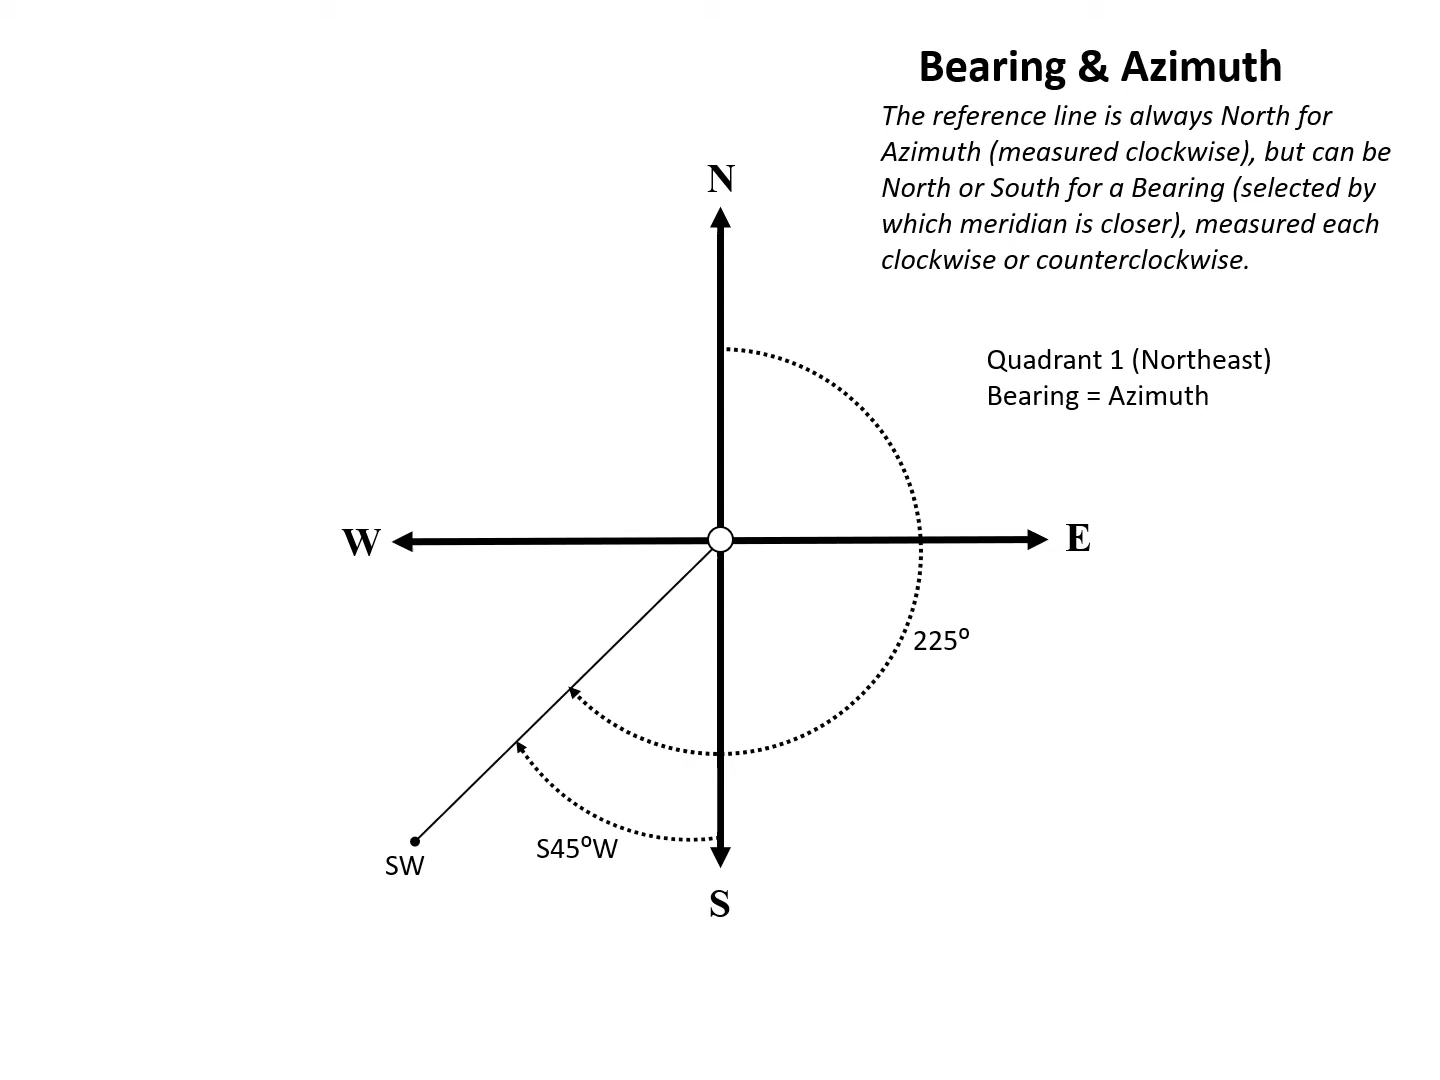 Bearing & Azimuth
The reference line is always North for
Azimuth (measured clockwise), but can be
North or South for a Bearing (selected by
which meridian is closer), measured each
clockwise or counterclockwise.
N
Quadrant 1 (Northeast)
Bearing = Azimuth
W
E
225º
S45ºW
SW
S